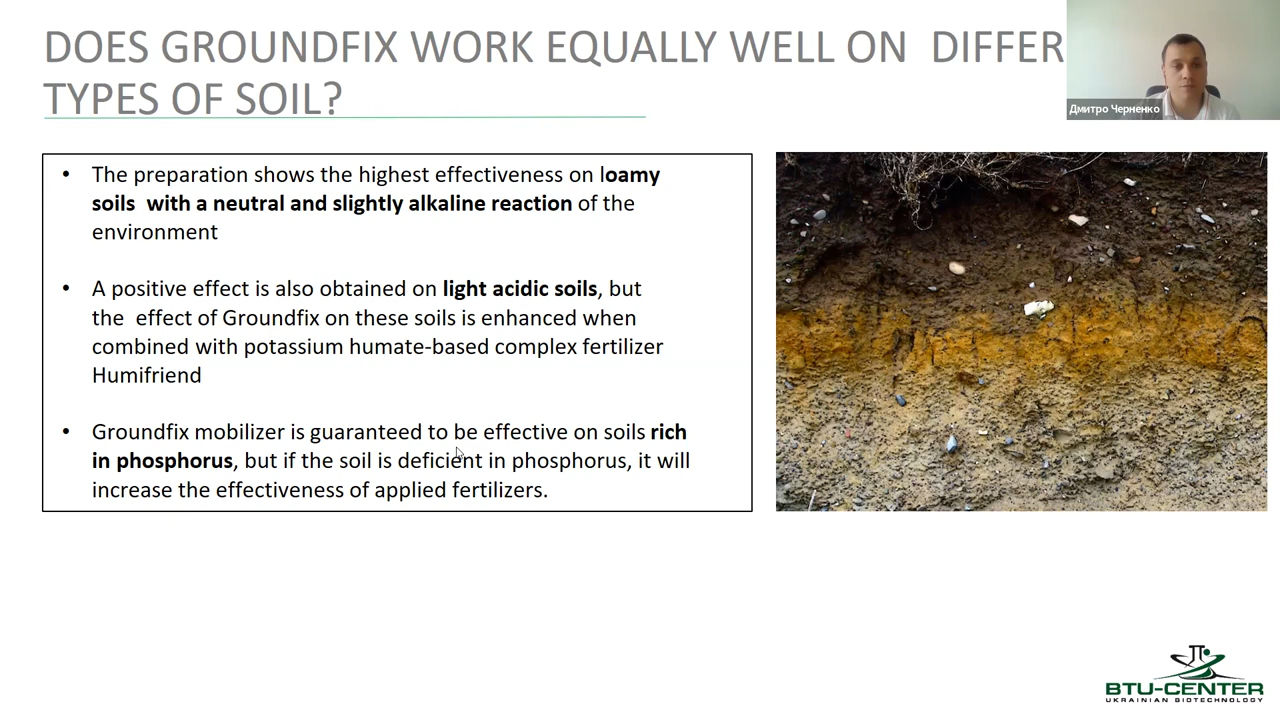 DOES GROUNDFIX WORK EQUALLY WELL ON DIFFER
TYPES OF SOIL?
Дмитро Черненко
• The preparation shows the highest effectiveness on loamy
soils with a neutral and slightly alkaline reaction of the
environment
• A positive effect is also obtained on light acidic soils, but
the effect of Groundfix on these soils is enhanced when
combined with potassium humate-based complex fertilizer
Humifriend
• Groundfix mobilizer is guaranteed to be effective on soils rich
in phosphorus, but if the soil is deficient in phosphorus, it will
increase the effectiveness of applied fertilizers.
BTU-CENTER
UKRAINIAN BIOTECHNOLOGY